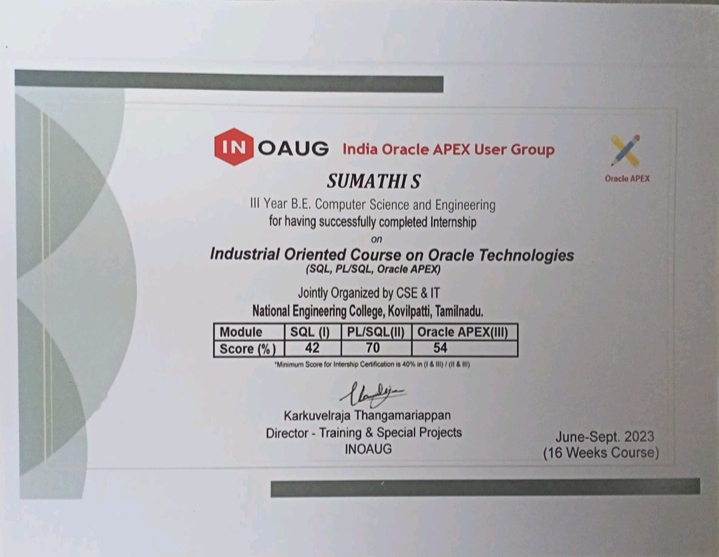 IN OAUG India Oracle APEX User Group
Oracle APEX
SUMATHI S
III Year B.E. Computer Science and Engineering
for having successfully completed Internship
on
Industrial Oriented Course on Oracle Technologies
(SQL, PL/SQL, Oracle APEX)
Jointly Organized by CSE & IT
National Engineering College, Kovilpatti, Tamilnadu.
Module SQL (I) PL/SQL(II) Oracle APEX(III)
Score (%) 42 70 54
*Minimum Score for Intership Certification is 40% in (I & III) / (II & III)
Karkuvelraja Thangamariappan
Director - Training & Special Projects
INOAUG
June-Sept. 2023
(16 Weeks Course)